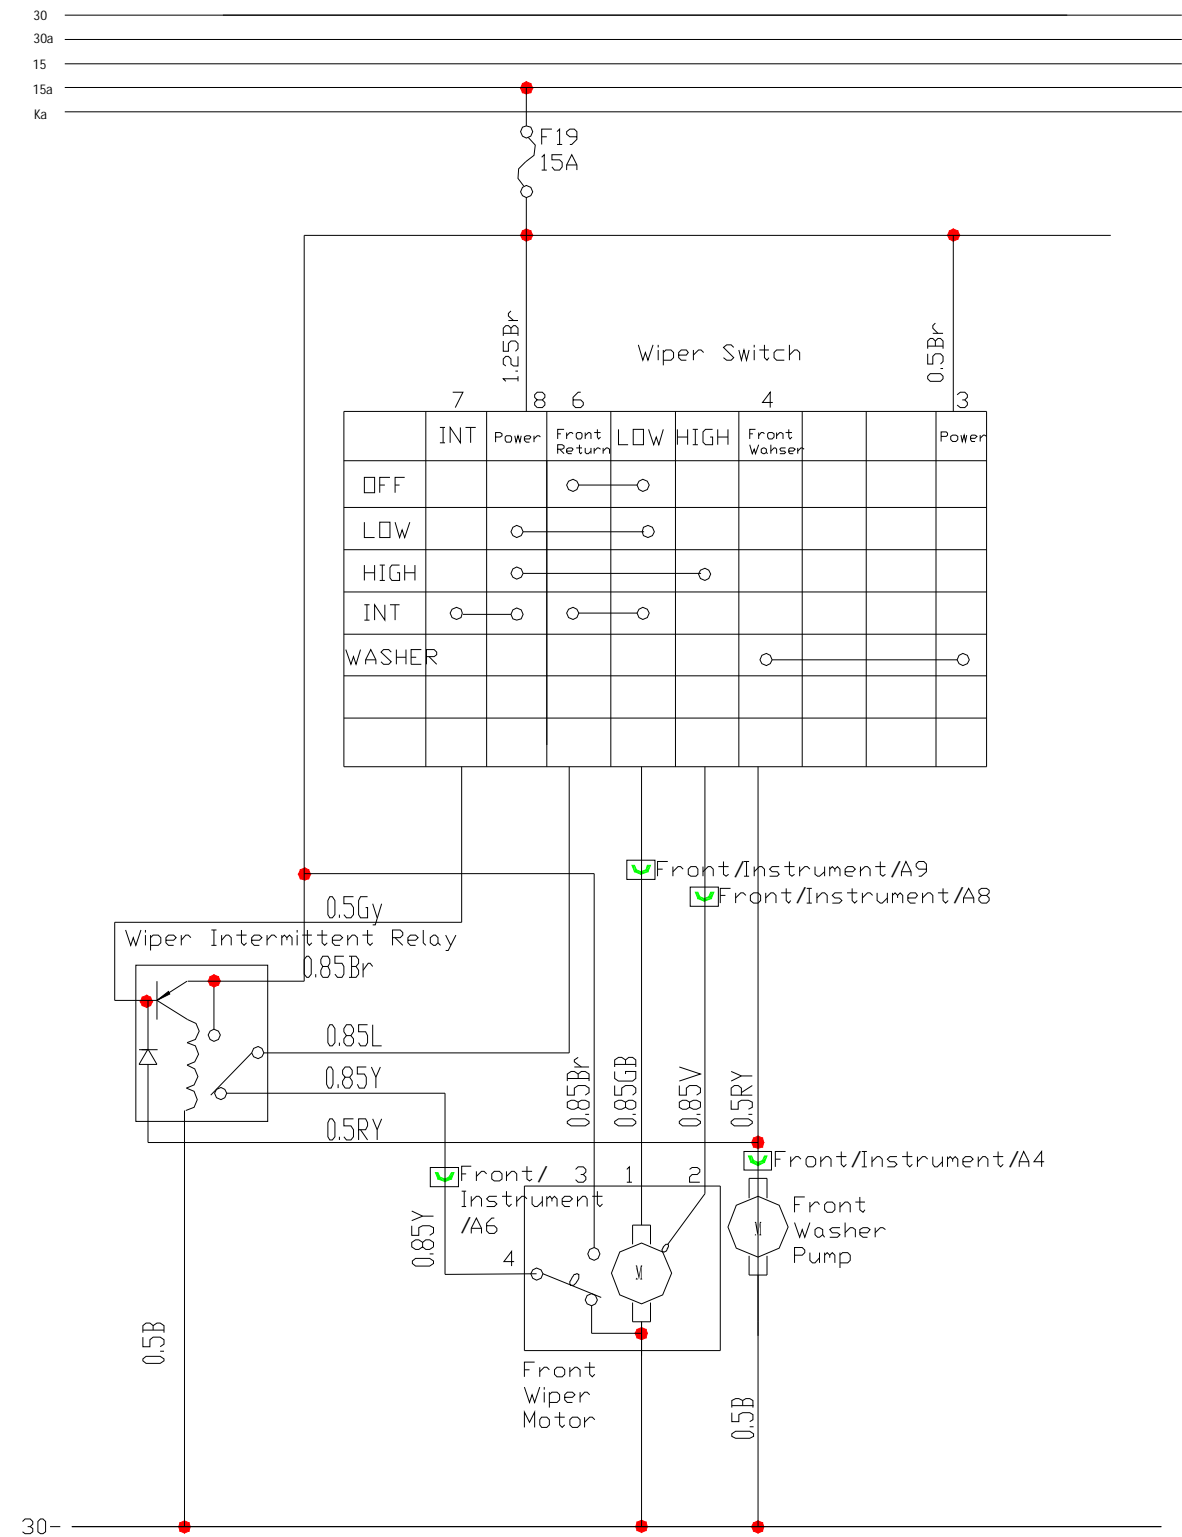 30
30a
15
15a
Ka
F19
15A
1.25Br
Wiper Switch
0.5Br
7
8
6
4
3
INT
Power
Front
Return
LOW
HIGH
Front
Wahser
Power
OFF
LOW
HIGH
INT
WASHER
Front/Instrument/A9
Front/Instrument/A8
0.5Gy
Wiper Intermittent Relay
0.85Br
0.85L
0.85Y
0.5RY
0.85Br
0.85GB
0.85V
0.5RY
Front/Instrument/A4
Front/
Instrument
/A6
3
1
2
4
0.85Y
M
M
Front
Washer
Pump
0.5B
Front
Wiper
Motor
0.5B
30-